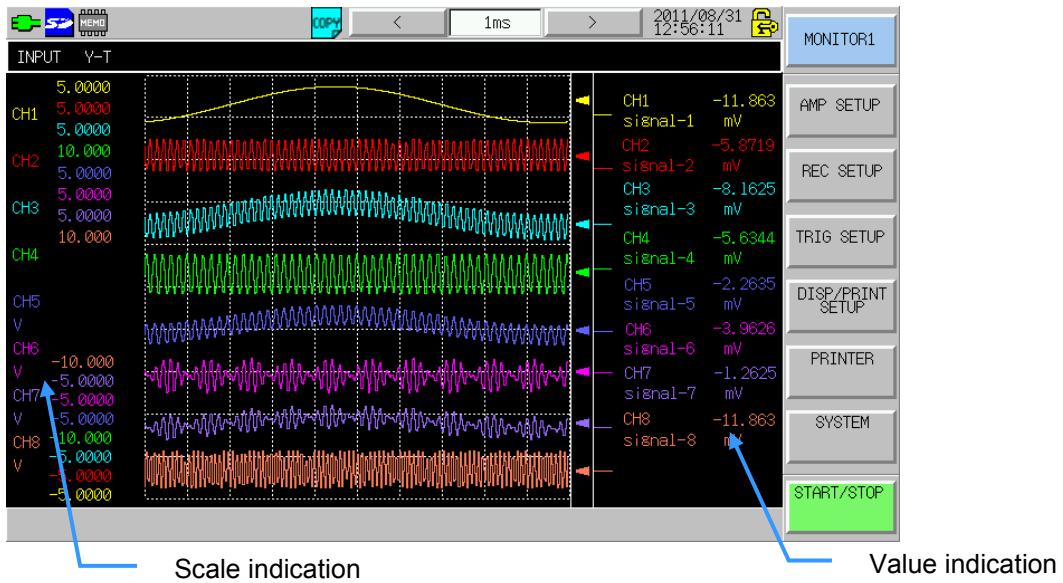 MEMO
COPY
<
1ms
>
2011/08/31
12:56:11
INPUT Y-T
5.0000
CH1
5.0000
5.0000
CH2
10.000
5.0000
5.0000
CH3
5.0000
10.000
CH4
CH5
V
CH6
V
-10.000
-5.0000
CH7
-5.0000
V
-5.0000
CH8
-10.000
V
-5.0000
-5.0000
-5.0000
CH1 -11.863
signal-1 mV
CH2 -5.8719
signal-2 mV
CH3 -8.1625
signal-3 mV
CH4 -5.6344
signal-4 mV
CH5 -2.2635
signal-5 mV
CH6 -3.9626
signal-6 mV
CH7 -1.2625
signal-7 mV
CH8 -11.863
signal-8 mV
MONITOR1
AMP SETUP
REC SETUP
TRIG SETUP
DISP/PRINT
SETUP
PRINTER
SYSTEM
START/STOP
Scale indication
Value indication